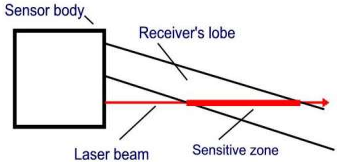 Sensor body
Receiver's lobe
Laser beam
Sensitive zone